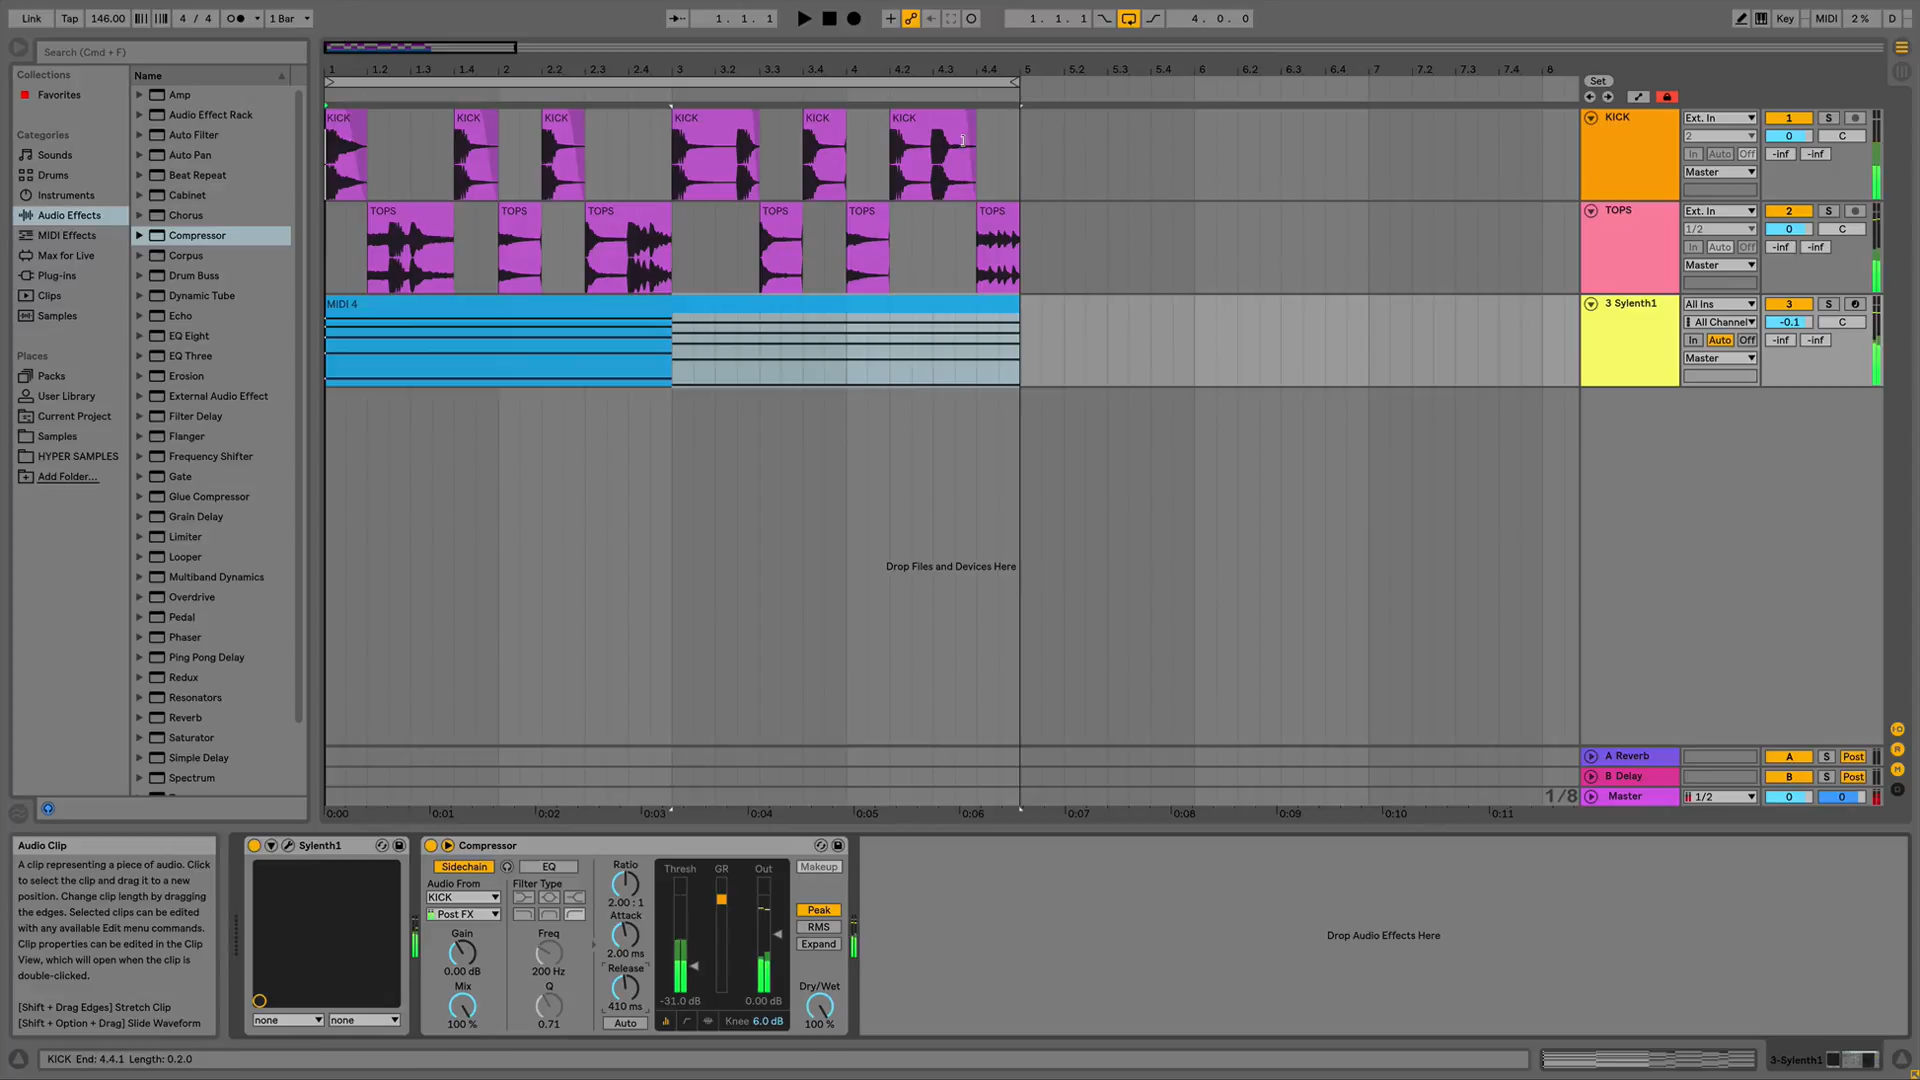 Link Tap 146.00 4 / 4 1 Bar 1. 1. 1 1. 1. 1 4. 0. 0 Key MIDI 2 % D
Search (Cmd + F)
Collections
Favorites
Categories
Sounds
Drums
Instruments
Audio Effects
MIDI Effects
Max for Live
Plug-ins
Clips
Samples
Places
Packs
User Library
Current Project
Samples
HYPER SAMPLES
Add Folder...
Name
Amp
Audio Effect Rack
Auto Filter
Auto Pan
Beat Repeat
Cabinet
Chorus
Compressor
Corpus
Drum Buss
Dynamic Tube
Echo
EQ Eight
EQ Three
Erosion
External Audio Effect
Filter Delay
Flanger
Frequency Shifter
Gate
Glue Compressor
Grain Delay
Limiter
Looper
Multiband Dynamics
Overdrive
Pedal
Phaser
Ping Pong Delay
Redux
Resonators
Reverb
Saturator
Simple Delay
Spectrum
1 1.2 1.3 1.4 2 2.2 2.3 2.4 3 3.2 3.3 3.4 4 4.2 4.3 4.4 5 5.2 5.3 5.4 6 6.2 6.3 6.4 7 7.2 7.3 7.4 8
Set
KICK KICK KICK KICK KICK KICK
TOPS TOPS TOPS TOPS TOPS TOPS
MIDI 4
Drop Files and Devices Here
KICK Ext. In 1 S
2 0 C
In Auto Off -inf -inf
Master
TOPS Ext. In 2 S
1/2 0 C
In Auto Off -inf -inf
Master
3 Sylenth1 All Ins 3 S
All Channel -0.1 C
In Auto Off -inf -inf
Master
A Reverb A S Post
B Delay B S Post
1/8 Master 1/2 0 0
0:00 0:01 0:02 0:03 0:04 0:05 0:06 0:07 0:08 0:09 0:10 0:11
Audio Clip
A clip representing a piece of audio. Click
to select the clip and drag it to a new
position. Change clip length by dragging
the edges. Selected clips can be edited
with any available Edit menu commands.
Clip properties can be edited in the Clip
View, which will open when the clip is
double-clicked.
[Shift + Drag Edges] Stretch Clip
[Shift + Option + Drag] Slide Waveform
Sylenth1
none none
Compressor
Sidechain EQ
Audio From Filter Type
KICK
Post FX
Gain Freq
0.00 dB 200 Hz
Mix Q
100 % 0.71
Ratio
2.00 : 1
Attack
2.00 ms
Release
410 ms
Auto
Thresh GR Out
-31.0 dB 0.00 dB
Knee 6.0 dB
Makeup
Peak
RMS
Expand
Dry/Wet
100 %
Drop Audio Effects Here
KICK End: 4.4.1 Length: 0.2.0
3-Sylenth1